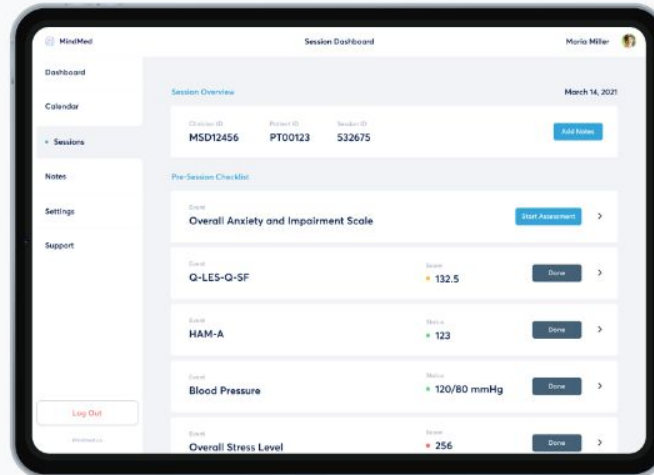 MindMed
Session Dashboard
Maria Miller
Dashboard
Calendar
Sessions
Notes
Settings
Support
Log Out
mindmed.co
Session Overview
March 14, 2021
Clinician ID
MSD12456
Patient ID
PT00123
Session ID
532675
Add Notes
Pre-Session Checklist
Event
Overall Anxiety and Impairment Scale
Start Assessment
Event
Q-LES-Q-SF
Score
132.5
Done
Event
HAM-A
Status
123
Done
Event
Blood Pressure
Status
120/80 mmHg
Done
Event
Overall Stress Level
Score
256
Done